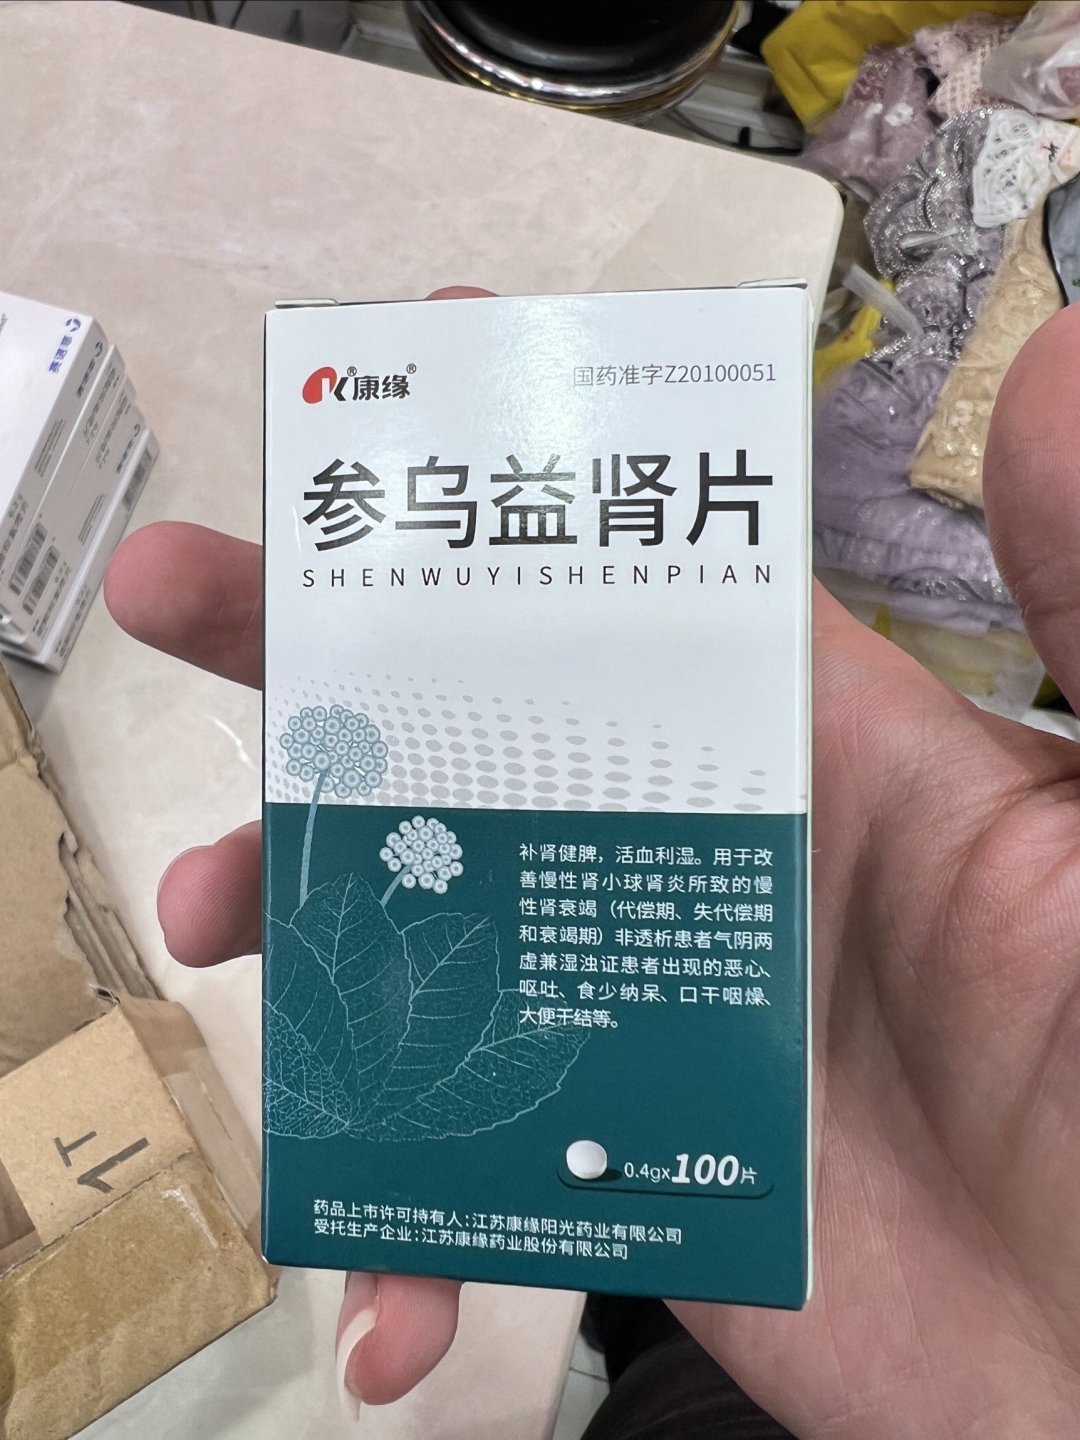 康缘®
国药准字Z20100051
参乌益肾片
SHENWUYISHENPIAN
补肾健脾，活血利湿。用于改
善慢性肾小球肾炎所致的慢
性肾衰竭（代偿期、失代偿期
和衰竭期）非透析患者气阴两
虚兼湿浊证患者出现的恶心、
呕吐、食少纳呆、口干咽燥、
大便干结等。
0.4g×100片
药品上市许可持有人：江苏康缘阳光药业有限公司
受托生产企业：江苏康缘药业股份有限公司